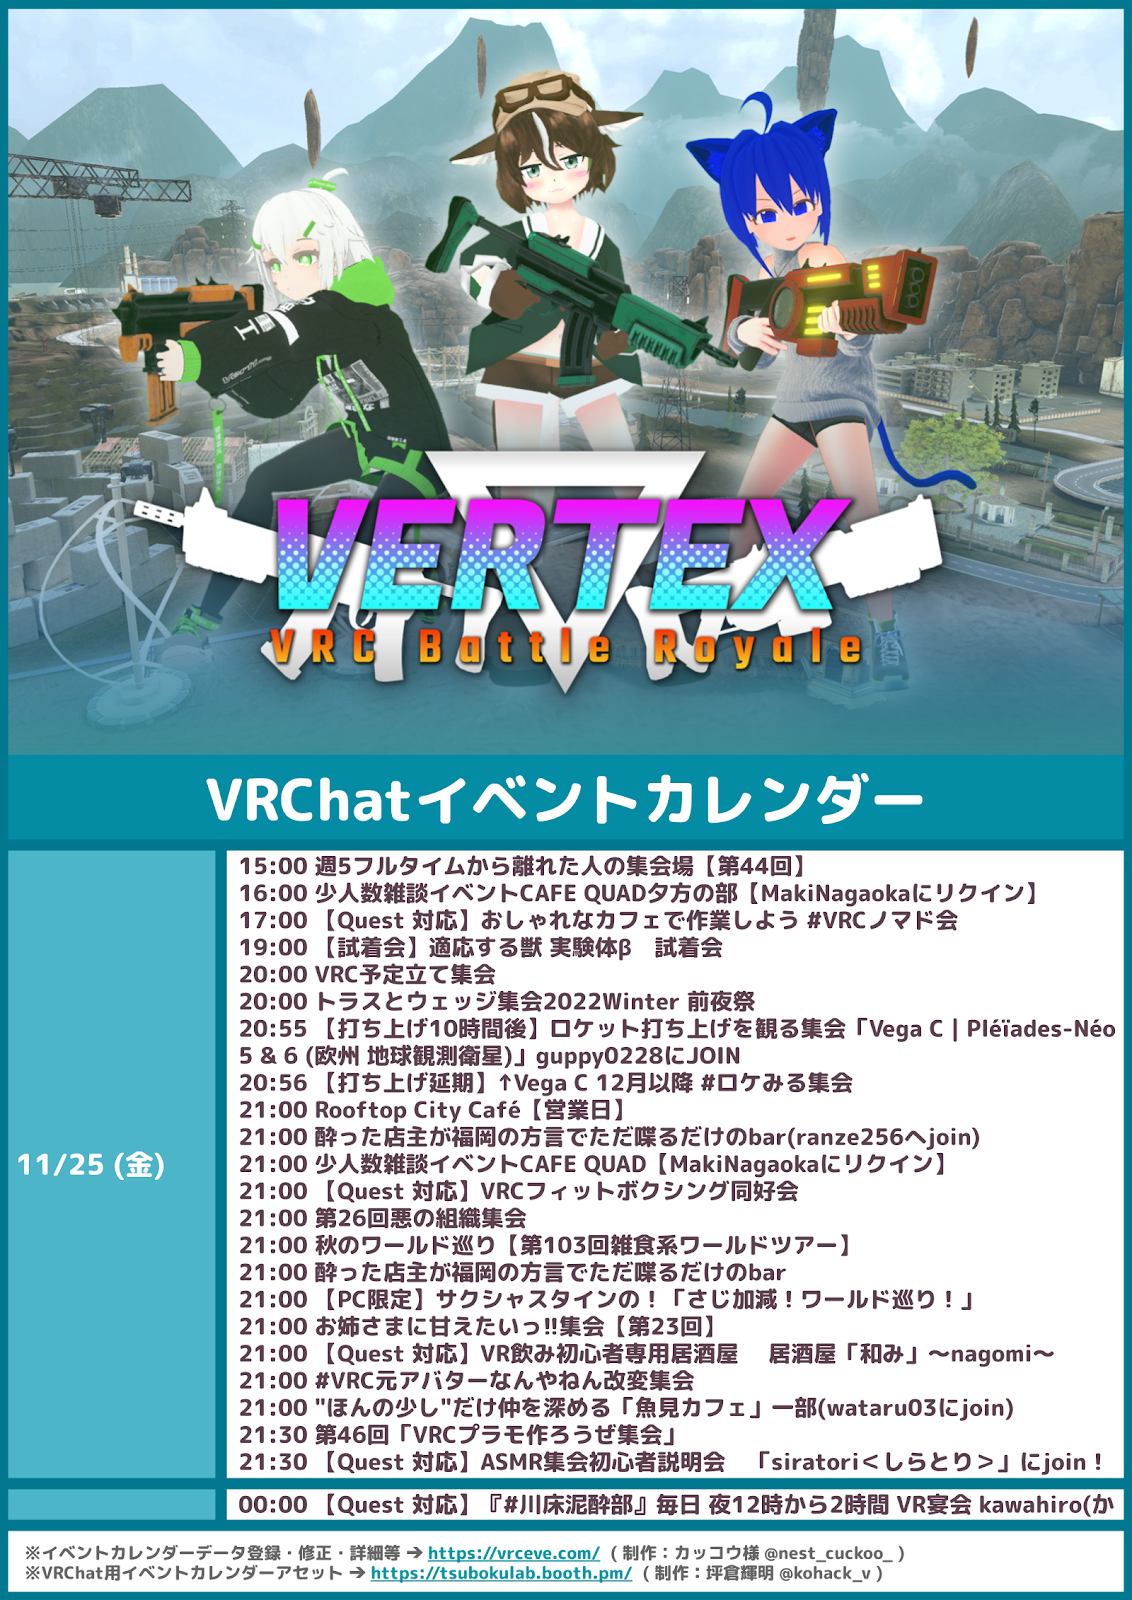 VERTEX
VRC Battle Royale
VRChatイベントカレンダー
11/25 (金)
15:00 週5フルタイムから離れた人の集会場【第44回】
16:00 少人数雑談イベントCAFE QUAD夕方の部【MakiNagaokaにリクイン】
17:00 【Quest 対応】おしゃれなカフェで作業しよう #VRCノマド会
19:00 【試着会】適応する獣 実験体β　試着会
20:00 VRC予定立て集会
20:00 トラスとウェッジ集会2022Winter 前夜祭
20:55 【打ち上げ10時間後】ロケット打ち上げを観る集会「Vega C | Pléïades-Néo
5 & 6 (欧州 地球観測衛星)」guppy0228にJOIN
20:56 【打ち上げ延期】↑Vega C 12月以降 #ロケみる集会
21:00 Rooftop City Café【営業日】
21:00 酔った店主が福岡の方言でただ喋るだけのbar(ranze256へjoin)
21:00 少人数雑談イベントCAFE QUAD【MakiNagaokaにリクイン】
21:00 【Quest 対応】VRCフィットボクシング同好会
21:00 第26回悪の組織集会
21:00 秋のワールド巡り【第103回雑食系ワールドツアー】
21:00 酔った店主が福岡の方言でただ喋るだけのbar
21:00 【PC限定】サクシャスタインの！「さじ加減！ワールド巡り！」
21:00 お姉さまに甘えたいっ!!集会【第23回】
21:00 【Quest 対応】VR飲み初心者専用居酒屋　居酒屋「和み」～nagomi～
21:00 #VRC元アバターなんやねん改変集会
21:00 "ほんの少し"だけ仲を深める「魚見カフェ」一部(wataru03にjoin)
21:30 第46回「VRCプラモ作ろうぜ集会」
21:30 【Quest 対応】ASMR集会初心者説明会　「siratori＜しらとり＞」にjoin！
00:00 【Quest 対応】『#川床泥酔部』毎日 夜12時から2時間 VR宴会 kawahiro(か
※イベントカレンダーデータ登録・修正・詳細等 → https://vrceve.com/ ( 制作：カッコウ様 @nest_cuckoo_ )
※VRChat用イベントカレンダーアセット → https://tsubokulab.booth.pm/ ( 制作：坪倉輝明 @kohack_v )